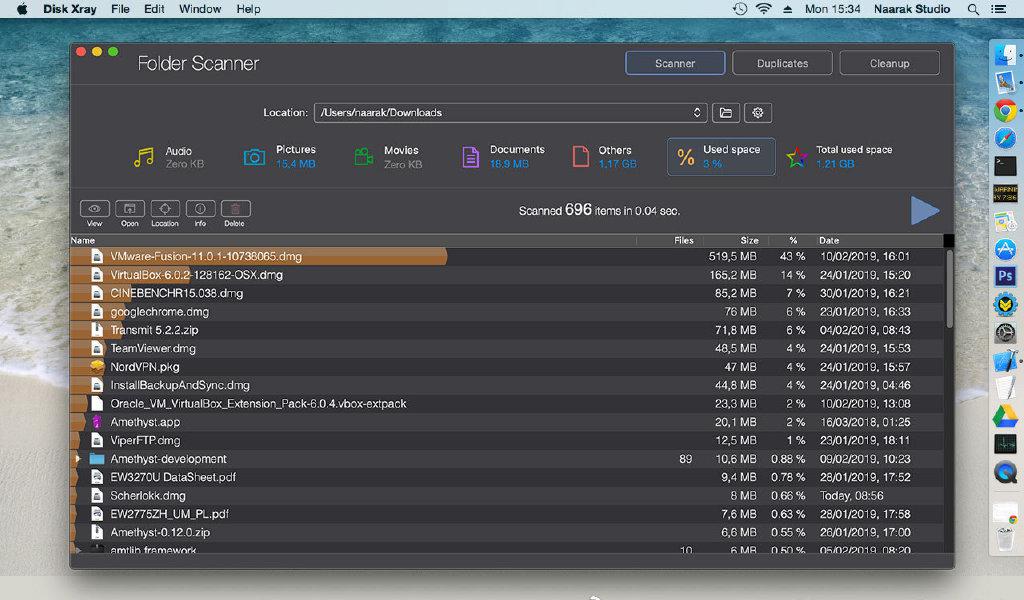 Disk Xray File Edit Window Help Mon 15:34 Naarak Studio
Folder Scanner
Scanner Duplicates Cleanup
Location: /Users/naarak/Downloads
Audio Pictures Movies Documents Others Used space Total used space
Zero KB 15,4 MB Zero KB 18,9 MB 1,17 GB 3 % 1,21 GB
Scanned 696 items in 0.04 sec.
View Open Location Info Delete
Name Files Size % Date
VMware-Fusion-11.0.1-10738065.dmg 519,5 MB 43 % 10/02/2019, 16:01
VirtualBox-6.0.2-128162-OSX.dmg 165,2 MB 14 % 24/01/2019, 15:20
CINEBENCHR15.038.dmg 85,2 MB 7 % 30/01/2019, 16:21
googlechrome.dmg 76 MB 6 % 23/01/2019, 16:33
Transmit 5.2.2.zip 71,8 MB 6 % 04/02/2019, 08:43
TeamViewer.dmg 48,5 MB 4 % 24/01/2019, 15:53
NordVPN.pkg 47 MB 4 % 24/01/2019, 15:57
InstallBackupAndSync.dmg 44,8 MB 4 % 24/01/2019, 04:46
Oracle_VM_VirtualBox_Extension_Pack-6.0.4.vbox-extpack 23,3 MB 2 % 10/02/2019, 13:08
Amethyst.app 20,1 MB 2 % 16/03/2018, 01:25
ViperFTP.dmg 12,5 MB 1 % 23/01/2019, 18:11
Amethyst-development 89 10,6 MB 0.88 % 09/02/2019, 10:23
EW3270U DataSheet.pdf 9,4 MB 0.78 % 28/01/2019, 17:52
Scherlokk.dmg 8 MB 0.66 % Today, 08:56
EW2775ZH_UM_PL.pdf 7,6 MB 0.63 % 28/01/2019, 17:58
Amethyst-0.12.0.zip 6,6 MB 0.55 % 26/01/2019, 17:00
amtlib.framework 10 6 MB 0.50 % 05/02/2019, 08:20
Ps